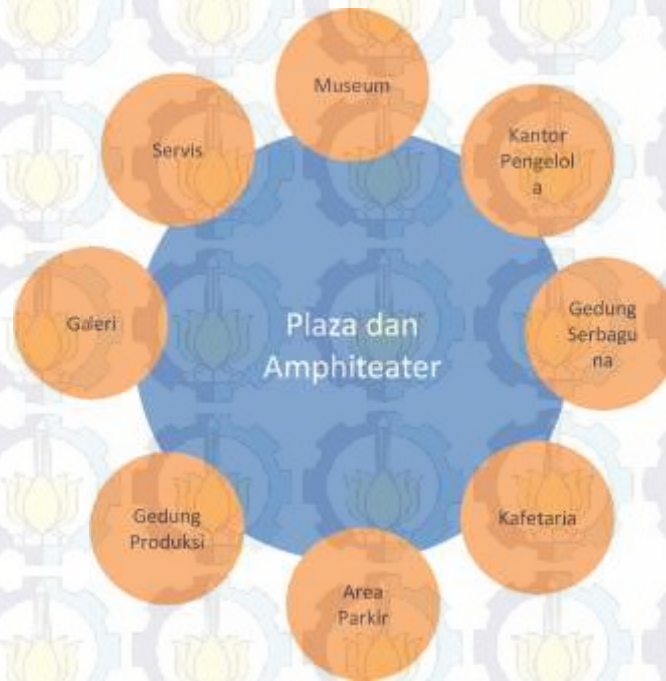 Museum
Kantor
Pengelol
a
Servis
Galeri
Plaza dan
Amphiteater
Gedung
Serbagu
na
Gedung
Produksi
Kafetaria
Area
Parkir